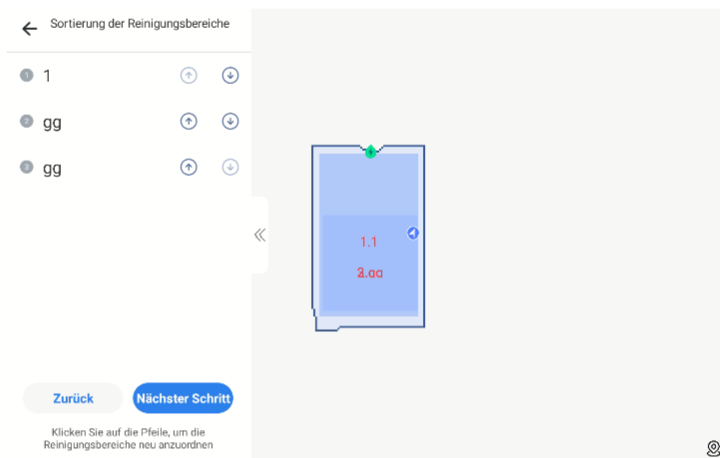 Sortierung der Reinigungsbereiche
1 1
2 gg
3 gg
1.1
Zurück
Nächster Schritt
Klicken Sie auf die Pfeile, um die
Reinigungsbereiche neu anzuordnen